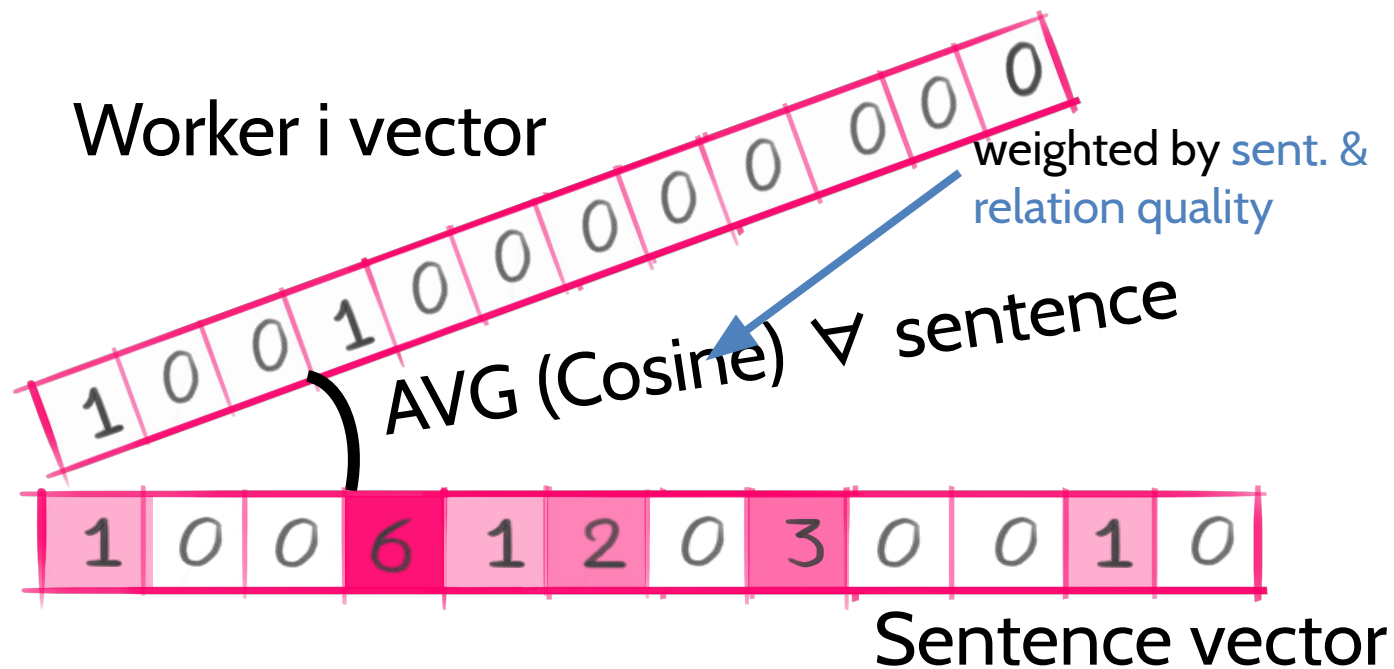 Worker i vector
1 0 0 1 0 0 0 0 0 0 0 0
weighted by sent. &
relation quality
AVG (Cosine) ∀ sentence
1 0 0 6 1 2 0 3 0 0 1 0
Sentence vector